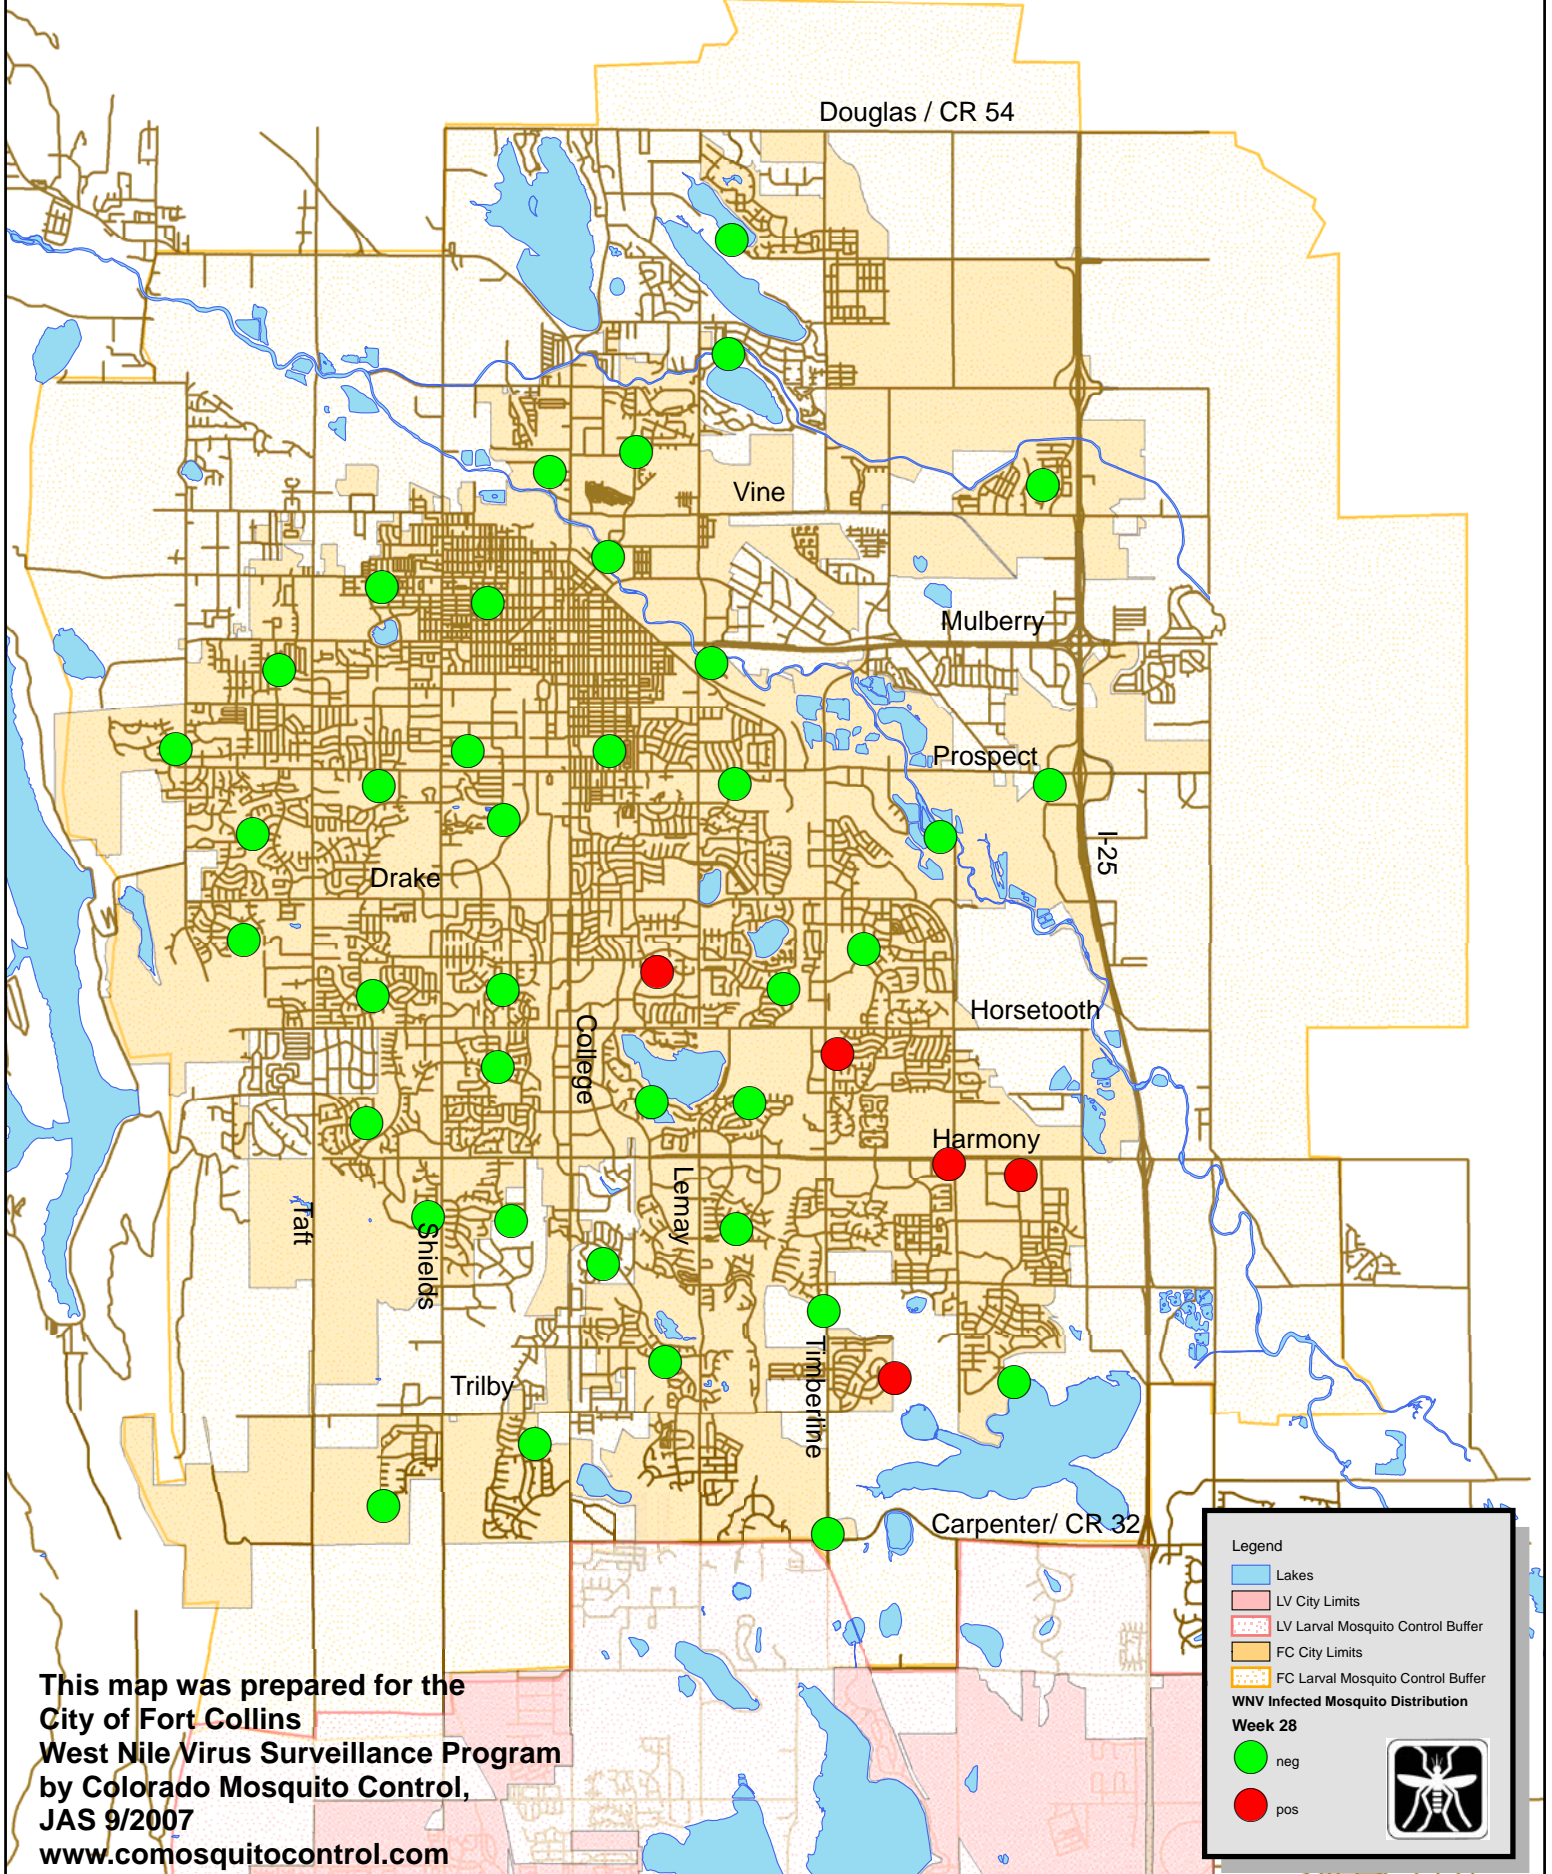 Douglas / CR 54
Vine
Mulberry
Prospect
I-25
Drake
Horsetooth
College
Harmony
Lemay
Taft
Shields
Timberline
Trilby
Carpenter/ CR 32
Legend
Lakes
LV City Limits
LV Larval Mosquito Control Buffer
FC City Limits
FC Larval Mosquito Control Buffer
WNV Infected Mosquito Distribution
Week 28
neg
pos
This map was prepared for the
City of Fort Collins
West Nile Virus Surveillance Program
by Colorado Mosquito Control,
JAS 9/2007
www.comosquitocontrol.com